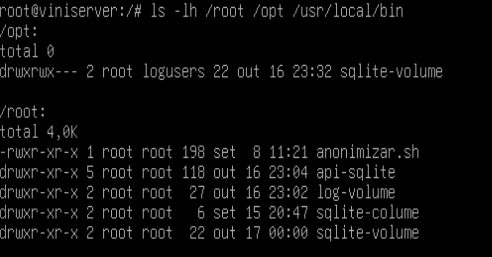 root@viniserver:/# ls -lh /root /opt /usr/local/bin
/opt:
total 0
drwxrwx--- 2 root logusers 22 out 16 23:32 sqlite-volume
/root:
total 4,0K
-rwxr-xr-x 1 root root 198 set  8 11:21 anonimizar.sh
drwxr-xr-x 5 root root 118 out 16 23:04 api-sqlite
drwxr-xr-x 2 root root  27 out 16 23:02 log-volume
drwxr-xr-x 2 root root   6 set 15 20:47 sqlite-colume
drwxr-xr-x 2 root root  22 out 17 00:00 sqlite-volume